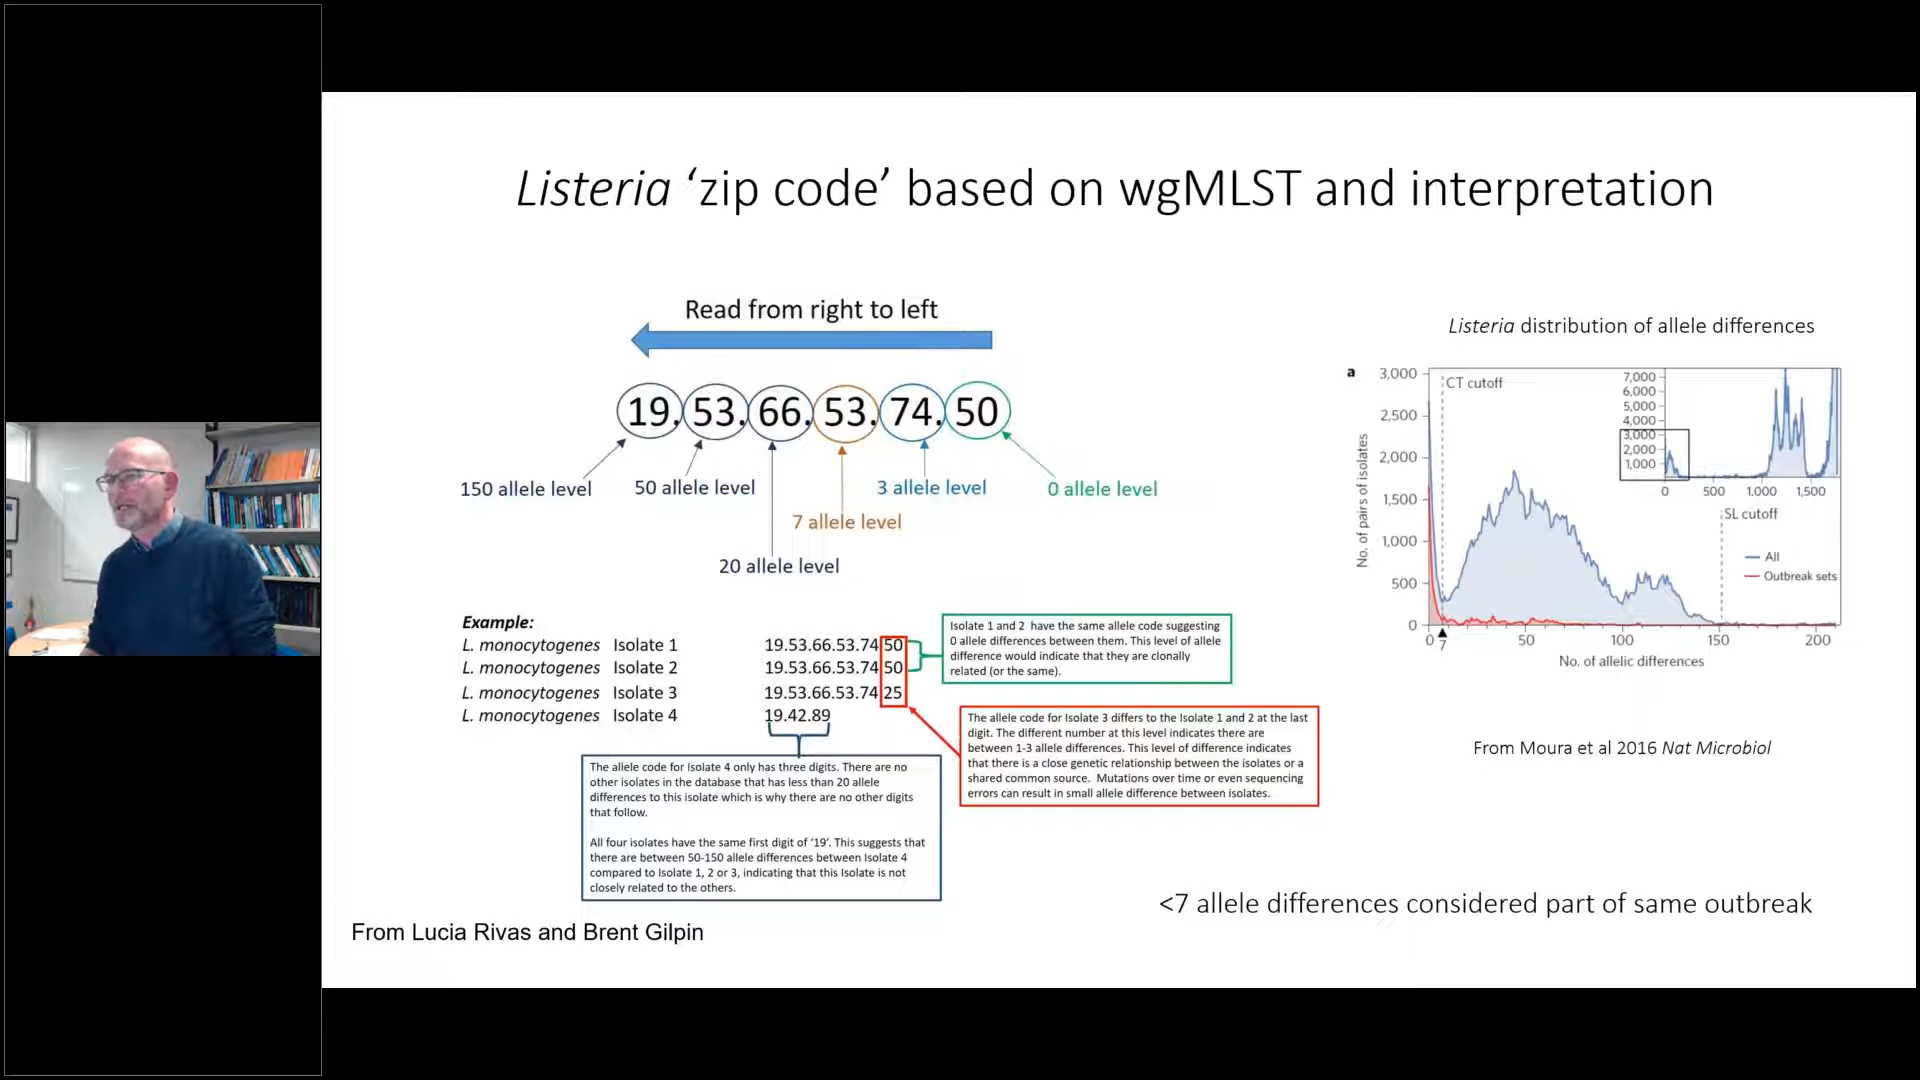 Listeria ‘zip code’ based on wgMLST and interpretation
Read from right to left
19. 53. 66. 53. 74. 50
150 allele level
50 allele level
3 allele level
0 allele level
7 allele level
20 allele level
Example:
L. monocytogenes Isolate 1 19.53.66.53.74 50
L. monocytogenes Isolate 2 19.53.66.53.74 50
L. monocytogenes Isolate 3 19.53.66.53.74 25
L. monocytogenes Isolate 4 19.42.89
Isolate 1 and 2 have the same allele code suggesting
0 allele differences between them. This level of allele
difference would indicate that they are clonally
related (or the same).
The allele code for Isolate 3 differs to the Isolate 1 and 2 at the last
digit. The different number at this level indicates there are
between 1-3 allele differences. This level of difference indicates
that there is a close genetic relationship between the isolates or a
shared common source. Mutations over time or even sequencing
errors can result in small allele difference between isolates.
The allele code for Isolate 4 only has three digits. There are no
other isolates in the database that has less than 20 allele
differences to this isolate which is why there are no other digits
that follow.
All four isolates have the same first digit of ‘19’. This suggests that
there are between 50-150 allele differences between Isolate 4
compared to Isolate 1, 2 or 3, indicating that this Isolate is not
closely related to the others.
From Lucia Rivas and Brent Gilpin
Listeria distribution of allele differences
a
No. of pairs of isolates
3,000
2,500
2,000
1,500
1,000
500
0
CT cutoff
7,000
6,000
5,000
4,000
3,000
2,000
1,000
0 500 1,000 1,500
SL cutoff
All
Outbreak sets
0 7 50 100 150 200
No. of allelic differences
From Moura et al 2016 Nat Microbiol
<7 allele differences considered part of same outbreak